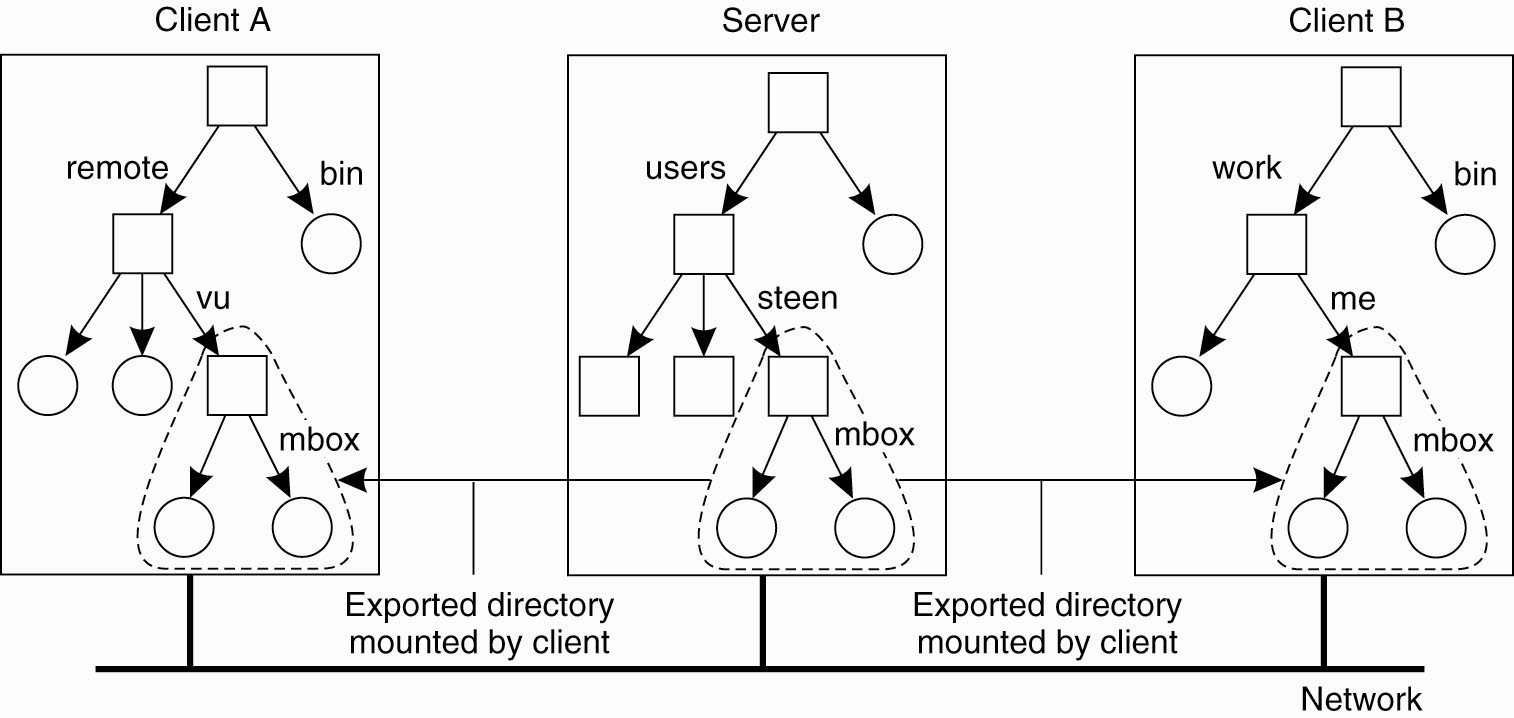 Client A
Server
Client B
remote
bin
users
work
bin
vu
steen
me
mbox
mbox
mbox
Exported directory
mounted by client
Exported directory
mounted by client
Network